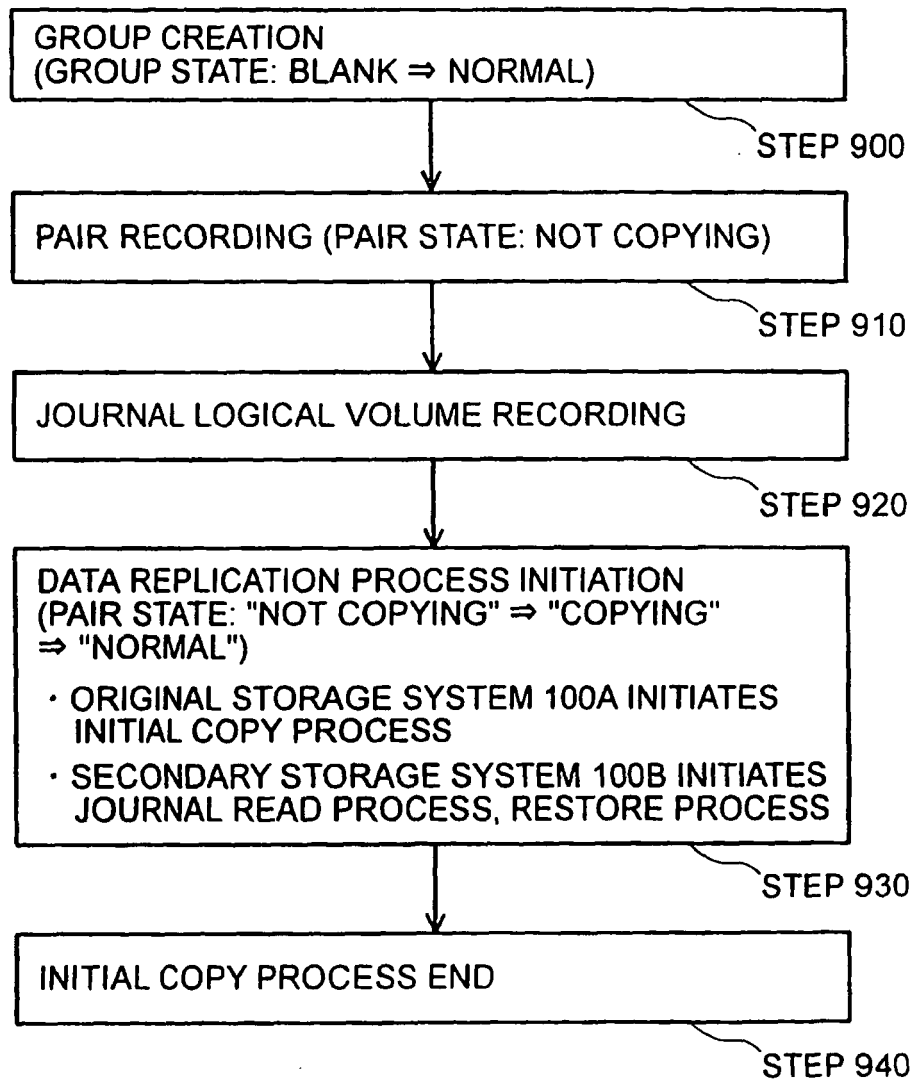 GROUP CREATION
(GROUP STATE: BLANK ⇒ NORMAL)
STEP 900
PAIR RECORDING (PAIR STATE: NOT COPYING)
STEP 910
JOURNAL LOGICAL VOLUME RECORDING
STEP 920
DATA REPLICATION PROCESS INITIATION
(PAIR STATE: "NOT COPYING" ⇒ "COPYING"
⇒ "NORMAL")
· ORIGINAL STORAGE SYSTEM 100A INITIATES
INITIAL COPY PROCESS
· SECONDARY STORAGE SYSTEM 100B INITIATES
JOURNAL READ PROCESS, RESTORE PROCESS
STEP 930
INITIAL COPY PROCESS END
STEP 940